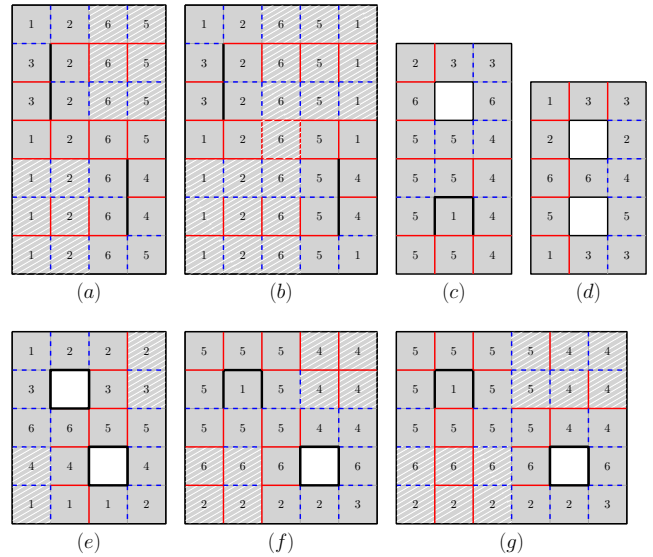 1 2 6 5
3 2 6 5
3 2 6 5
1 2 6 5
1 2 6 4
1 2 6 4
1 2 6 5
(a)
1 2 6 5 1
3 2 6 5 1
3 2 6 5 1
1 2 6 5 1
1 2 6 5 4
1 2 6 5 4
1 2 6 5 1
(b)
2 3 3
6 6
5 5 5
5 5 4
5 1 4
5 5 4
(c)
1 3 3
2 2
6 6 4
5 5
1 3 3
(d)
1 2 2 2
3 3 3
6 6 5 5
4 4 4
1 1 1 2
(e)
5 5 5 4 4
5 1 5 4 4
5 5 5 4 4
6 6 6 6
2 2 2 2 3
(f)
5 5 5 5 4 4
5 1 5 5 4 4
5 5 5 5 4 4
6 6 6 6 6
2 2 2 2 2 3
(g)